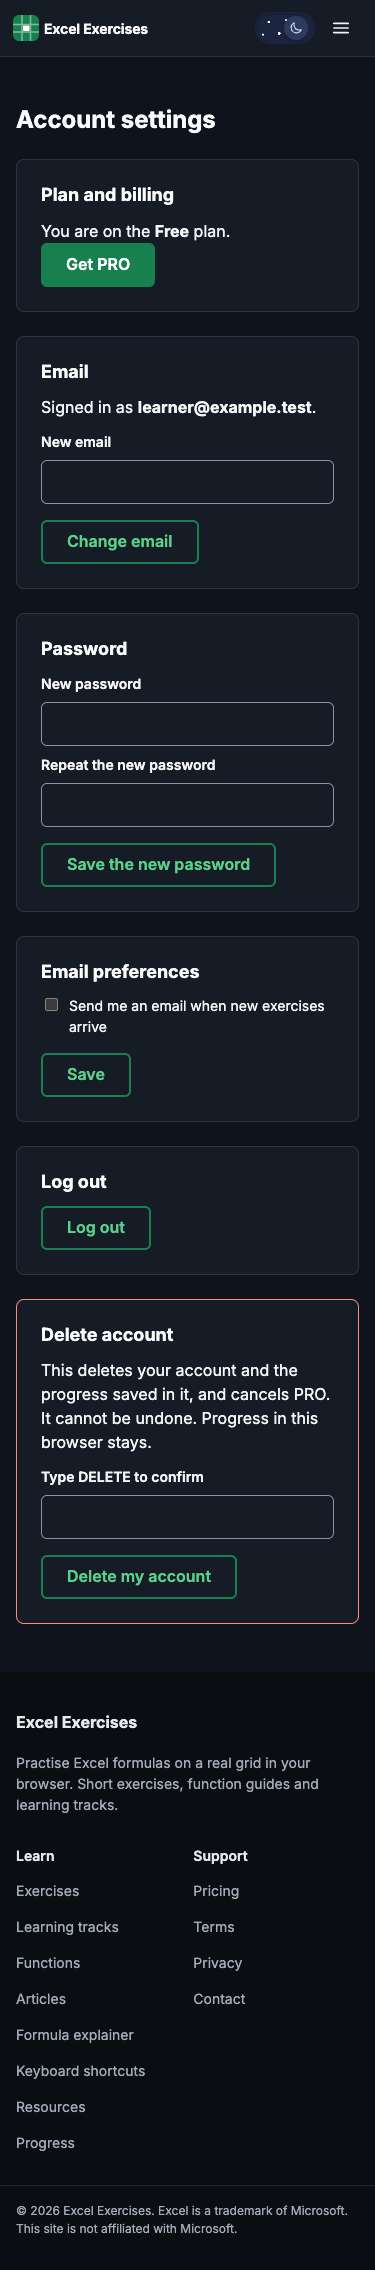 Excel Exercises
Account settings
Plan and billing
You are on the Free plan.
Get PRO
Email
Signed in as learner@example.test.
New email
Change email
Password
New password
Repeat the new password
Save the new password
Email preferences
Send me an email when new exercises
arrive
Save
Log out
Log out
Delete account
This deletes your account and the
progress saved in it, and cancels PRO.
It cannot be undone. Progress in this
browser stays.
Type DELETE to confirm
Delete my account
Excel Exercises
Practise Excel formulas on a real grid in your
browser. Short exercises, function guides and
learning tracks.
Learn
Exercises
Learning tracks
Functions
Articles
Formula explainer
Keyboard shortcuts
Resources
Progress
Support
Pricing
Terms
Privacy
Contact
© 2026 Excel Exercises. Excel is a trademark of Microsoft.
This site is not affiliated with Microsoft.